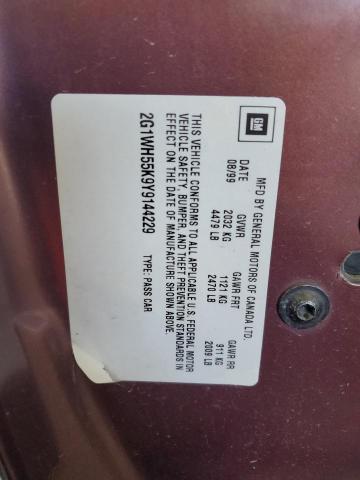 GM
MFD BY GENERAL MOTORS OF CANADA LTD.
DATE GVWR GAWR FRT GAWR RR
08/99 2032 KG 1121 KG 911 KG
4479 LB 2470 LB 2009 LB
THIS VEHICLE CONFORMS TO ALL APPLICABLE U.S. FEDERAL MOTOR
VEHICLE SAFETY, BUMPER, AND THEFT PREVENTION STANDARDS IN
EFFECT ON THE DATE OF MANUFACTURE SHOWN ABOVE.
2G1WH55K9Y9144229 TYPE: PASS CAR